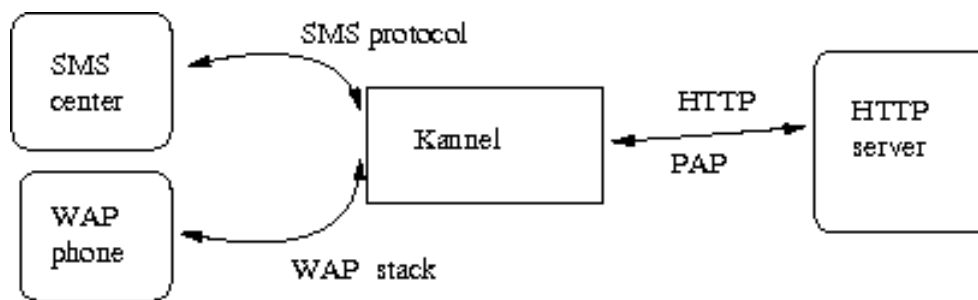 SMS protocol
SMS
center
Kannel
HTTP
PAP
HTTP
server
WAP
phone
WAP stack